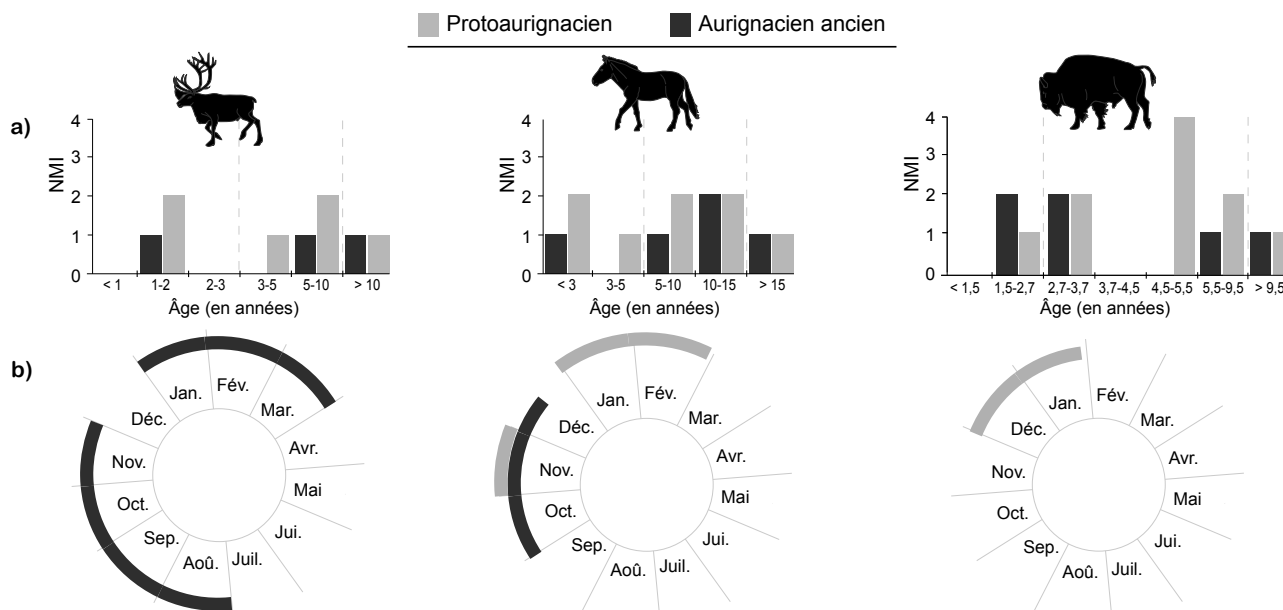 Protoaurignacien Aurignacien ancien
a)
NMI
4
3
2
1
0
< 1 1-2 2-3 3-5 5-10 > 10
Âge (en années)
NMI
4
3
2
1
0
< 3 3-5 5-10 10-15 > 15
Âge (en années)
NMI
4
3
2
1
0
< 1,5 1,5-2,7 2,7-3,7 3,7-4,5 4,5-5,5 5,5-9,5 > 9,5
Âge (en années)
b)
Jan.
Fév.
Mar.
Avr.
Mai
Jui.
Juil.
Aoû.
Sep.
Oct.
Nov.
Déc.
Jan.
Fév.
Mar.
Avr.
Mai
Jui.
Juil.
Aoû.
Sep.
Oct.
Nov.
Déc.
Jan.
Fév.
Mar.
Avr.
Mai
Jui.
Juil.
Aoû.
Sep.
Oct.
Nov.
Déc.